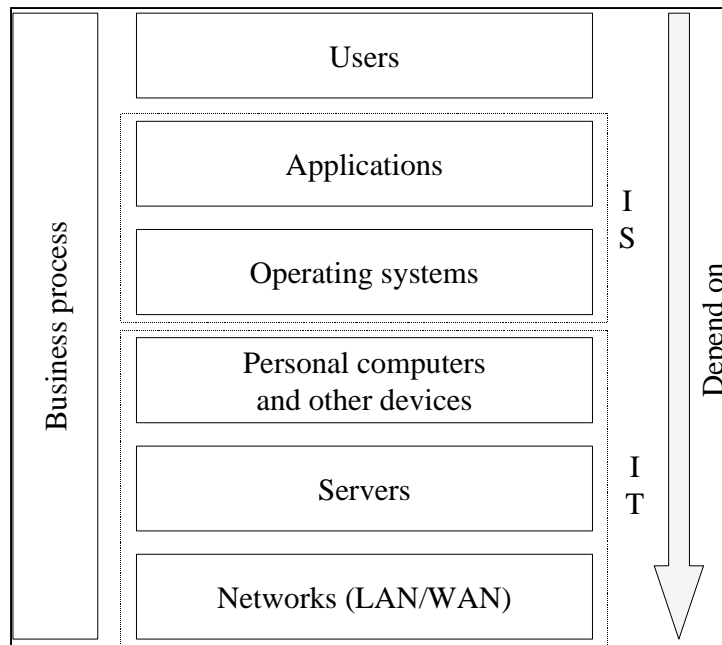 Business process
Users
Applications
Operating systems
I
S
Personal computers
and other devices
Servers
Networks (LAN/WAN)
I
T
Depend on